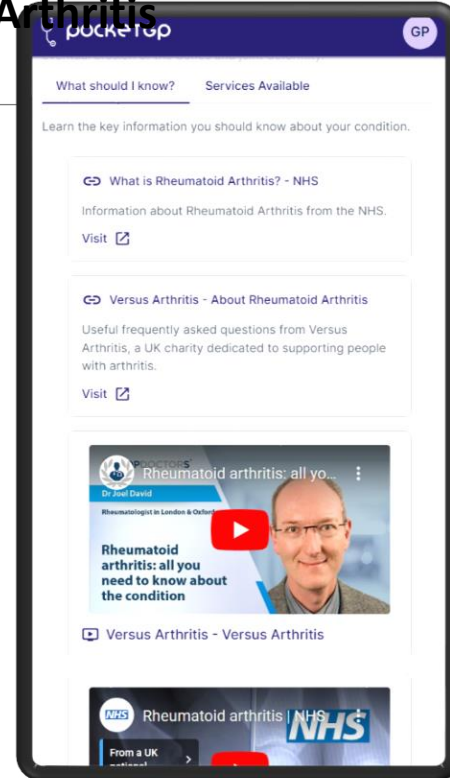 Arthritis
pocketgp
GP
What should I know?
Services Available
Learn the key information you should know about your condition.
What is Rheumatoid Arthritis? - NHS
Information about Rheumatoid Arthritis from the NHS.
Visit
Versus Arthritis - About Rheumatoid Arthritis
Useful frequently asked questions from Versus
Arthritis, a UK charity dedicated to supporting people
with arthritis.
Visit
Rheumatoid arthritis: all yo...
Dr Joel David
Rheumatologist in London & Oxford
Rheumatoid
arthritis: all you
need to know about
the condition
Versus Arthritis - Versus Arthritis
NHS
Rheumatoid arthritis | NHS
NHS
From a UK